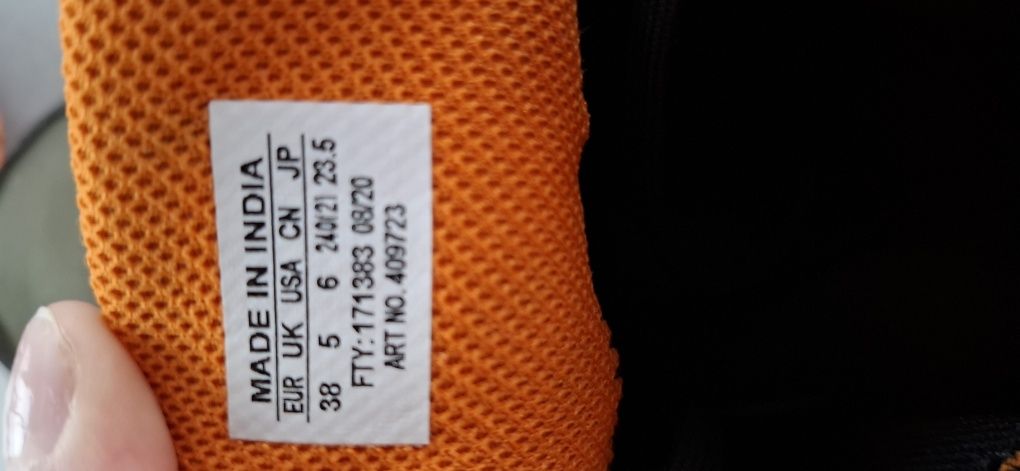 MADE IN INDIA
EUR UK USA CN JP
38 5 6 240(2) 23.5
FTY:171383 08/20
ART NO. 409723